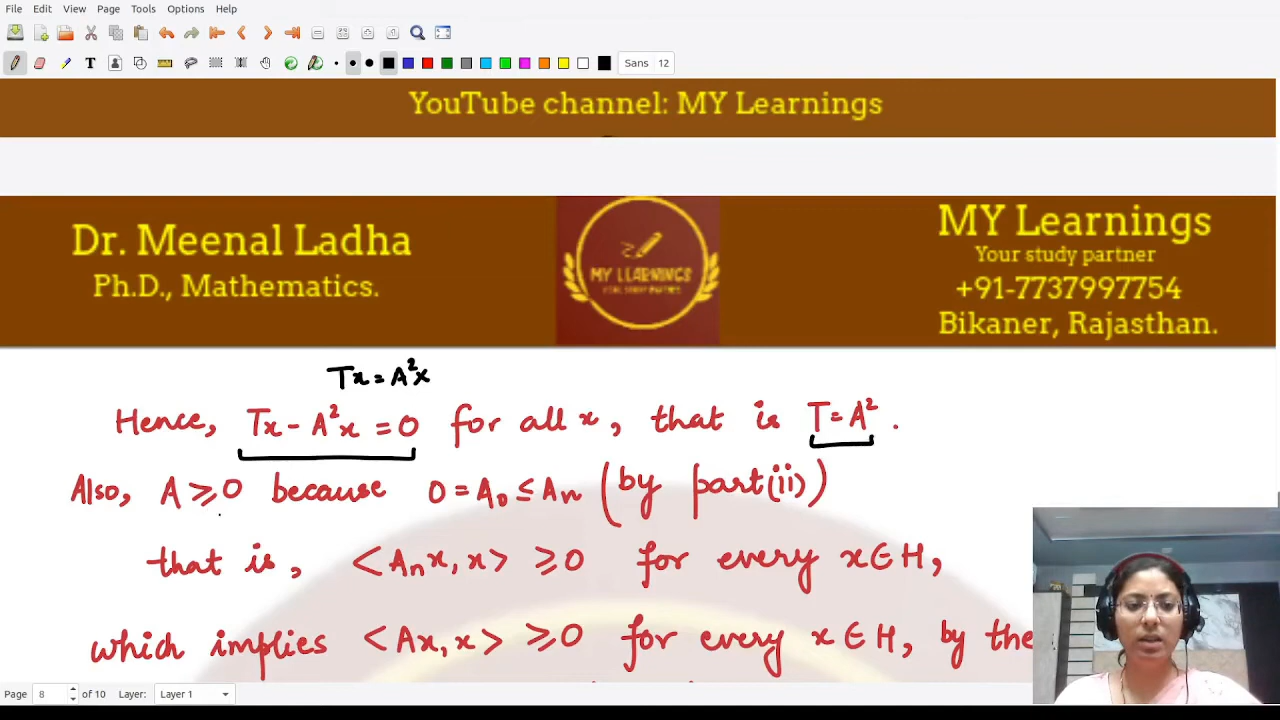 File Edit View Page Tools Options Help
Sans 12
YouTube channel: MY Learnings
Dr. Meenal Ladha
Ph.D., Mathematics.
MY LEARNINGS
MY Learnings
Your study partner
+91-7737997754
Bikaner, Rajasthan.
Tx = A²x
Hence, Tx - A²x = 0 for all x, that is T = A².
Also, A ⩾ 0 because 0 = A₀ ≤ Aₙ (by part(ii))
that is, <Aₙx, x> ⩾ 0 for every x ∈ H,
which implies <Ax, x> ⩾ 0 for every x ∈ H, by the
Page 8 of 10 Layer: Layer 1